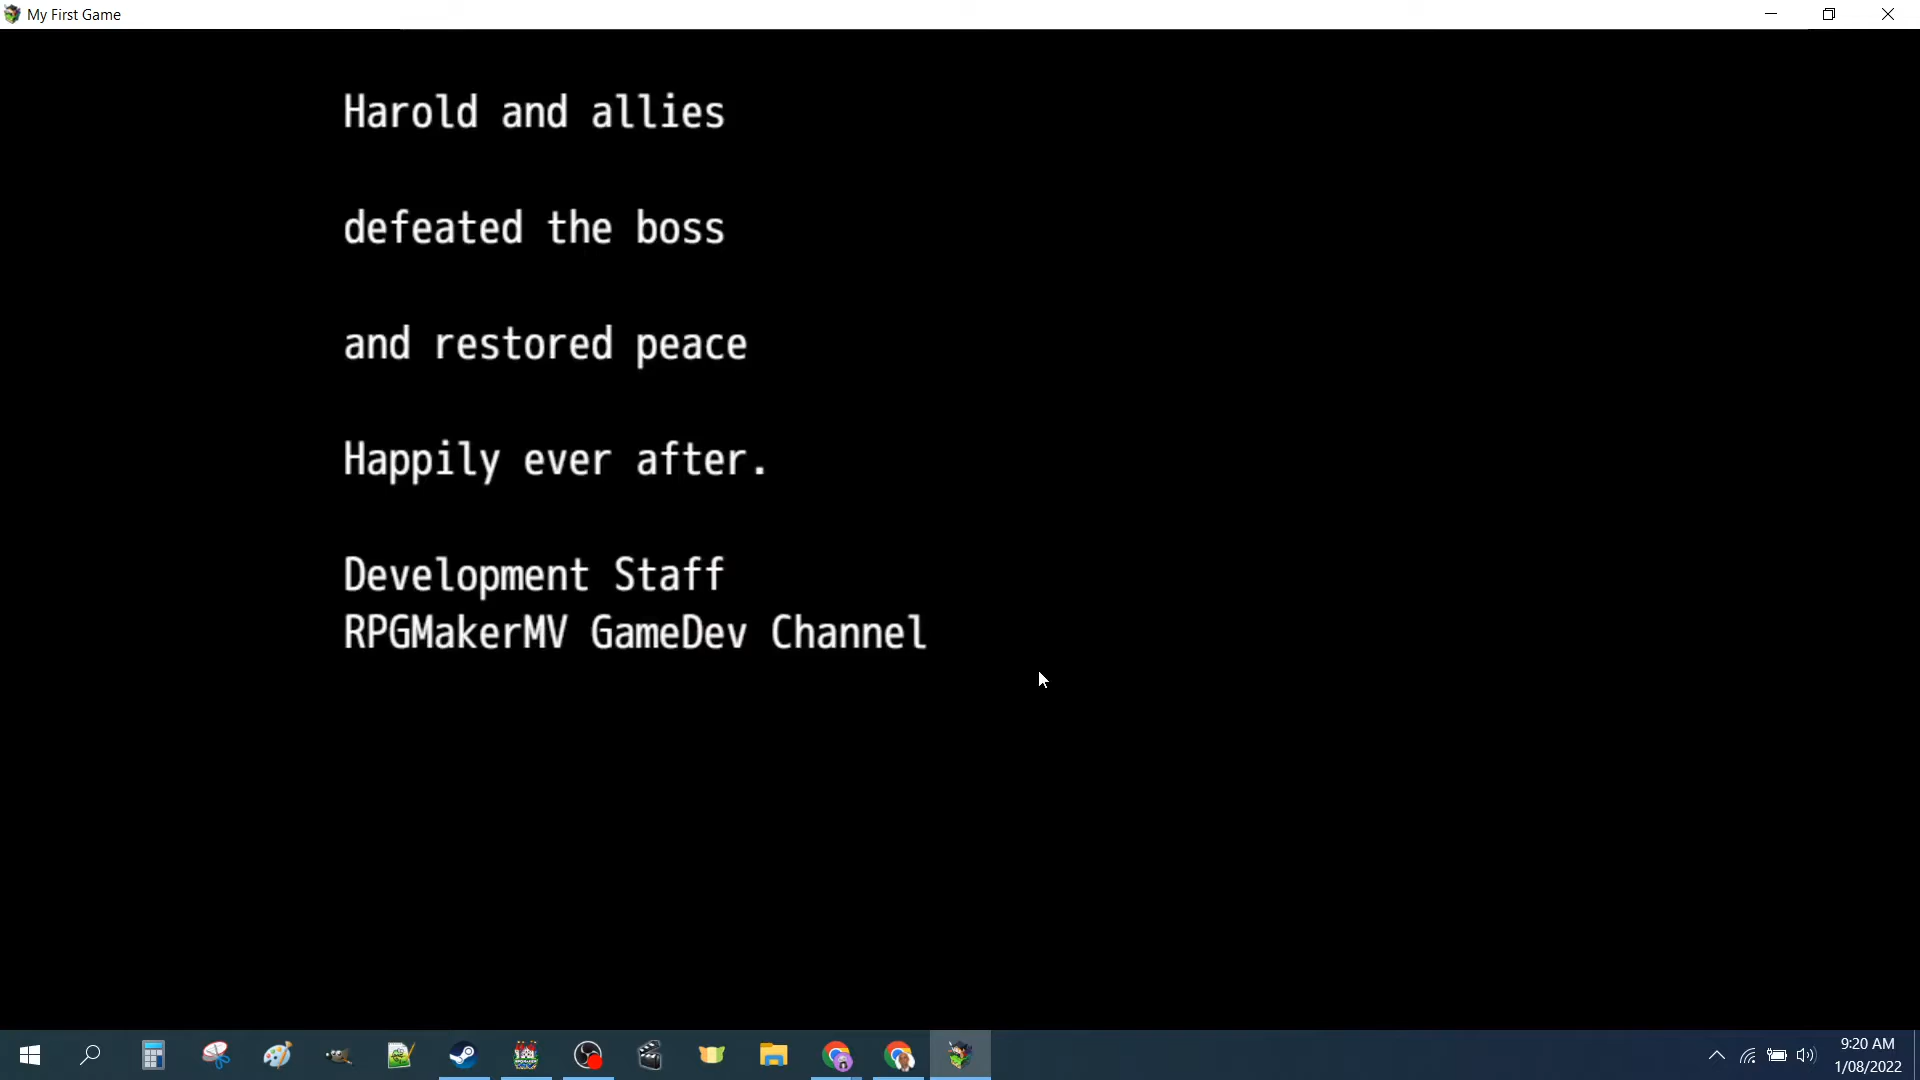 My First Game
Harold and allies
defeated the boss
and restored peace
Happily ever after.
Development Staff
RPGMakerMV GameDev Channel
9:20 AM
1/08/2022